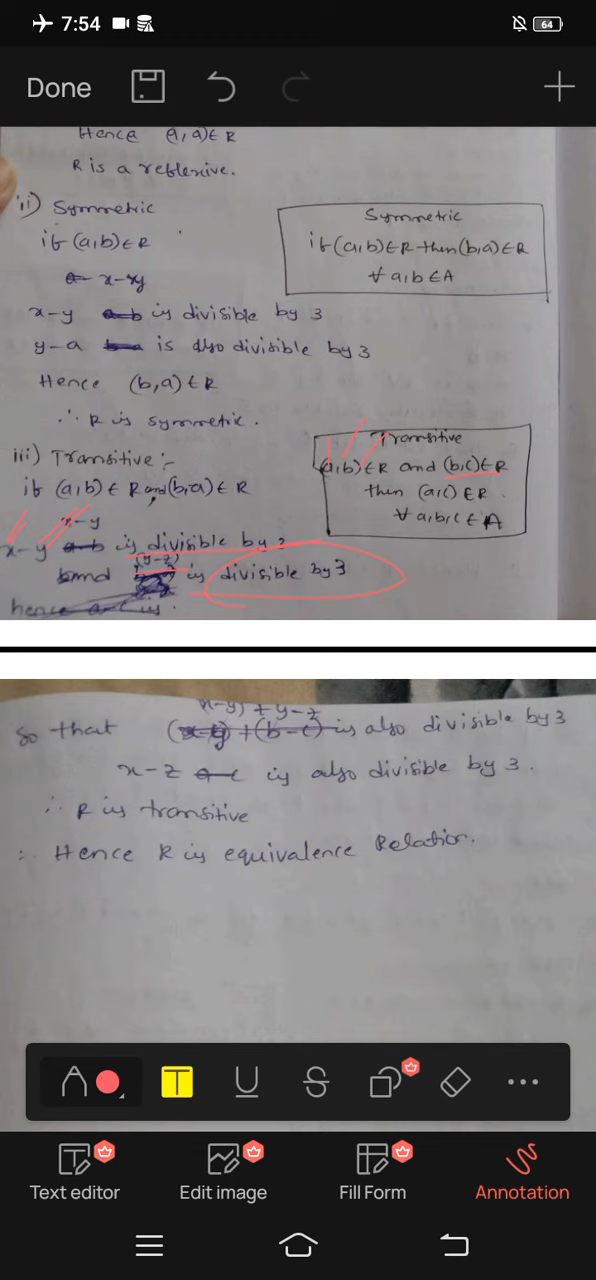 7:54
64
Done
Hence (a,a)∈ R
R is a reflexive.
ii) Symmetric
if (a,b)∈R
x-xy
x-y a-b is divisible by 3
y-a b-a is also divisible by 3
Hence (b,a)∈R
∴ R is symmetric.
Symmetric
if(a,b)∈R then(b,a)∈R
∀ a,b∈A
iii) Transitive :-
if (a,b)∈ R and(b,a)∈R
x-y
x-y a-b is divisible by 3
(y-z)
and is divisible by 3
hence a-c is.
Transitive
(a,b)∈R and (b,c)∈R
then (a,c)∈R
∀ a,b,c∈A
x-y) + y-z
So that (x-y) +(b-c) is also divisible by 3
x-z a-c is also divisible by 3.
∴ R is transitive
∴ Hence R is equivalence Relation.
T
U
S
Text editor
Edit image
Fill Form
Annotation